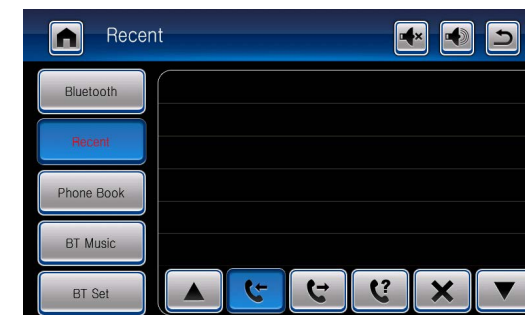 Recent
Bluetooth
Recent
Phone Book
BT Music
BT Set
?